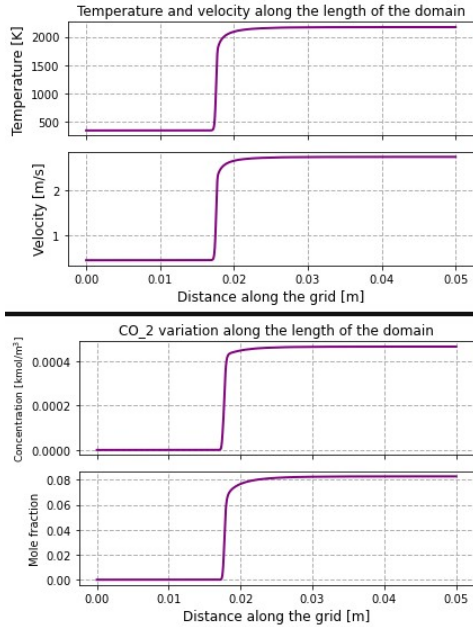 Temperature and velocity along the length of the domain
Temperature [K]
2000
1500
1000
500
Velocity [m/s]
2
1
0.00 0.01 0.02 0.03 0.04 0.05
Distance along the grid [m]
CO_2 variation along the length of the domain
Concentration [kmol/m³]
0.0004
0.0002
0.0000
Mole fraction
0.08
0.06
0.04
0.02
0.00
0.00 0.01 0.02 0.03 0.04 0.05
Distance along the grid [m]